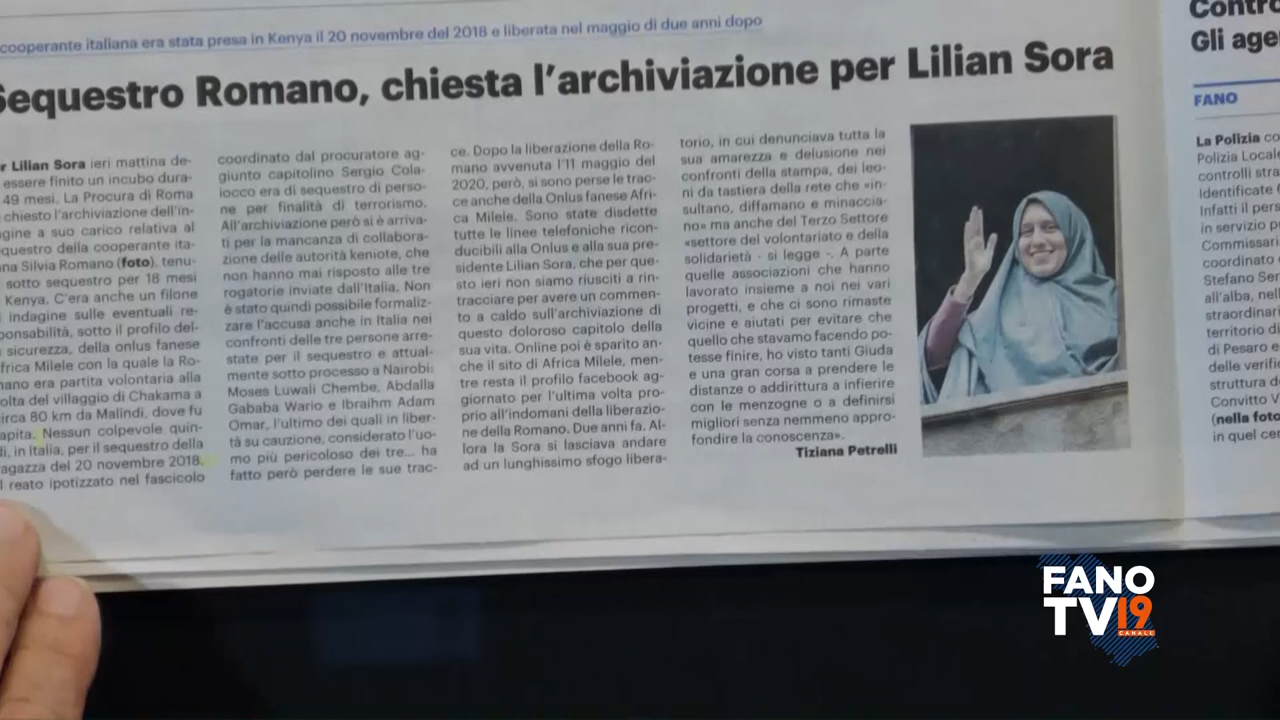 cooperante italiana era stata presa in Kenya il 20 novembre del 2018 e liberata nel maggio di due anni dopo
Sequestro Romano, chiesta l'archiviazione per Lilian Sora
r Lilian Sora ieri mattina de-
essere finito un incubo dura-
49 mesi. La Procura di Roma
chiesto l'archiviazione dell'in-
gine a suo carico relativa al
questro della cooperante ita-
na Silvia Romano (foto), tenu-
sotto sequestro per 18 mesi
Kenya. C'era anche un filone
indagine sulle eventuali re-
ponsabilità, sotto il profilo del-
sicurezza, della onlus fanese
frica Milele con la quale la Ro-
mano era partita volontaria alla
olta del villaggio di Chakama a
irca 80 km da Malindi, dove fu
apita. Nessun colpevole quin-
di, in Italia, per il sequestro della
agazza del 20 novembre 2018.
l reato ipotizzato nel fascicolo
coordinato dal procuratore ag-
giunto capitolino Sergio Cola-
iocco era di sequestro di perso-
ne per finalità di terrorismo.
All'archiviazione però si è arriva-
ti per la mancanza di collabora-
zione delle autorità keniote, che
non hanno mai risposto alle tre
rogatorie inviate dall'Italia. Non
è stato quindi possibile formaliz-
zare l'accusa anche in Italia nei
confronti delle tre persone arre-
state per il sequestro e attual-
mente sotto processo a Nairobi:
Moses Luwali Chembe, Abdalla
Gababa Wario e Ibraihm Adam
Omar, l'ultimo dei quali in liber-
tà su cauzione, considerato l'uo-
mo più pericoloso dei tre... ha
fatto però perdere le sue trac-
ce. Dopo la liberazione della Ro-
mano avvenuta l'11 maggio del
2020, però, si sono perse le trac-
ce anche della Onlus fanese Afri-
ca Milele. Sono state disdette
tutte le linee telefoniche ricon-
ducibili alla Onlus e alla sua pre-
sidente Lilian Sora, che per que-
sto ieri non siamo riusciti a rin-
tracciare per avere un commen-
to a caldo sull'archiviazione di
questo doloroso capitolo della
sua vita. Online poi è sparito an-
che il sito di Africa Milele, men-
tre resta il profilo facebook ag-
giornato per l'ultima volta pro-
prio all'indomani della liberazio-
ne della Romano. Due anni fa. Al-
lora la Sora si lasciava andare
ad un lunghissimo sfogo libera-
torio, in cui denunciava tutta la
sua amarezza e delusione nei
confronti della stampa, dei leo-
ni da tastiera della rete che «in-
sultano, diffamano e minaccia-
no» ma anche del Terzo Settore
«settore del volontariato e della
solidarietà - si legge -. A parte
quelle associazioni che hanno
lavorato insieme a noi nei vari
progetti, e che ci sono rimaste
vicine e aiutati per evitare che
quello che stavamo facendo po-
tesse finire, ho visto tanti Giuda
e una gran corsa a prendere le
distanze o addirittura a infierire
con le menzogne o a definirsi
migliori senza nemmeno appro-
fondire la conoscenza».
Tiziana Petrelli
Contro
Gli age
FANO
La Polizia co
Polizia Locale
controlli stra
identificate
Infatti il pers
in servizio p
Commissari
coordinato
Stefano Ser
all'alba, nell
straordinari
territorio di
di Pesaro e
delle verific
struttura d
Convitto V
(nella foto
in quel cen
FANO
TV19
CANALE